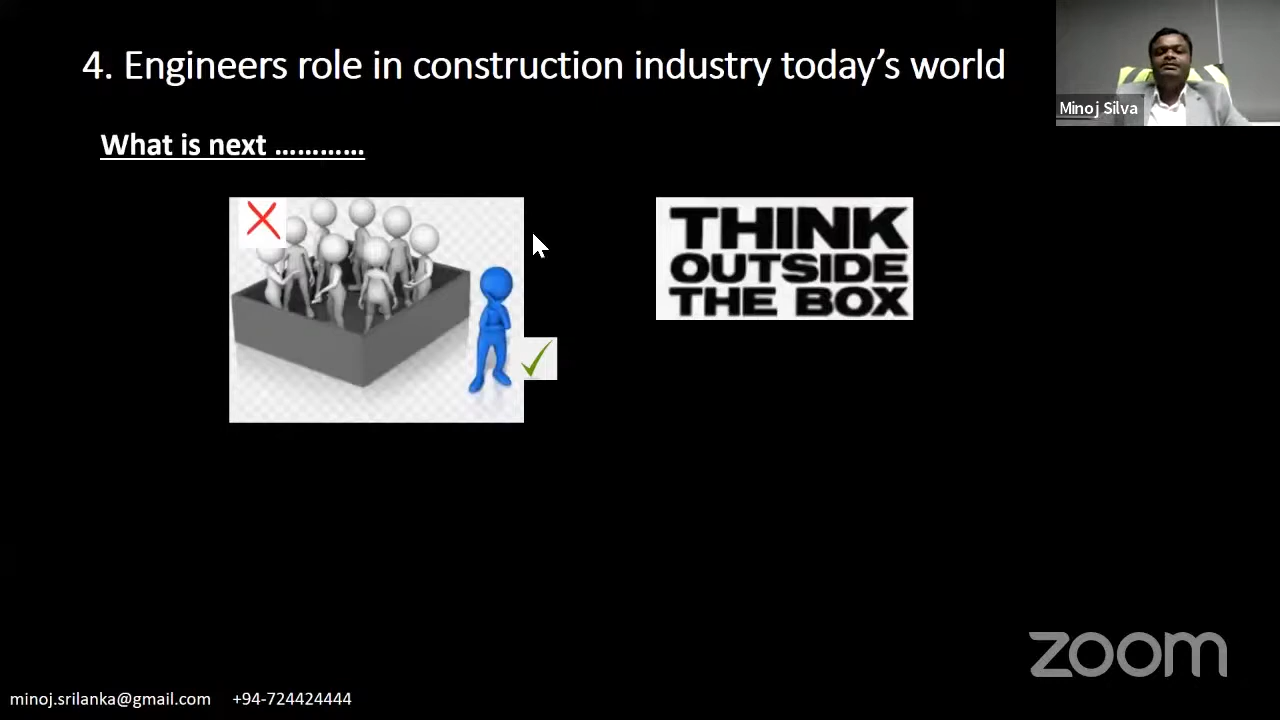 4. Engineers role in construction industry today’s world
Minoj Silva
What is next …………
THINK
OUTSIDE
THE BOX
zoom
minoj.srilanka@gmail.com +94-724424444